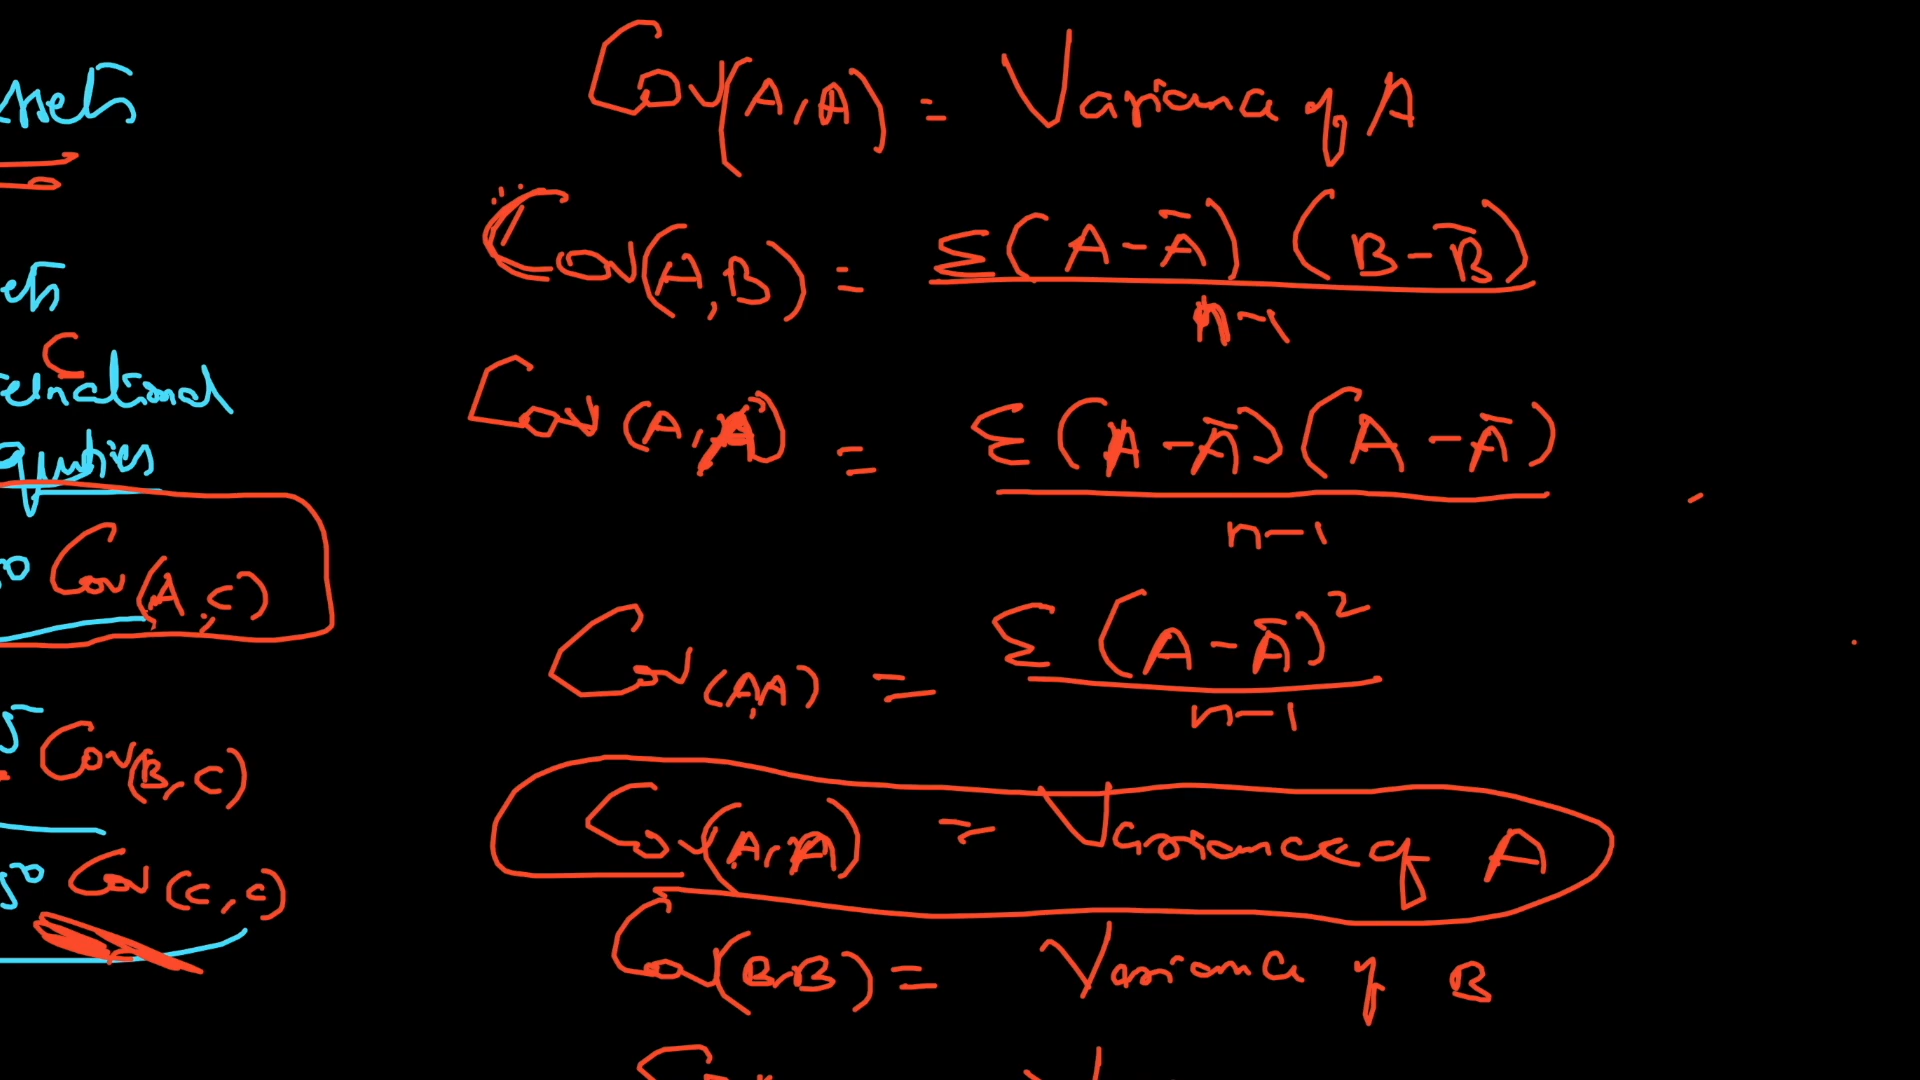 Cov(A,A) = Variance of A
Cov(A,B) = Σ(A-Ā) (B-B̄)
n-1
Cov(A,A) = Σ(A-Ā)(A-Ā)
n-1
Cov(A,A) = Σ(A-Ā)²
n-1
Cov(A,A) = Variance of A
Cov(B,B) = Variance of B
C
Cov(A,C)
Cov(B,C)
Cov(C,C)